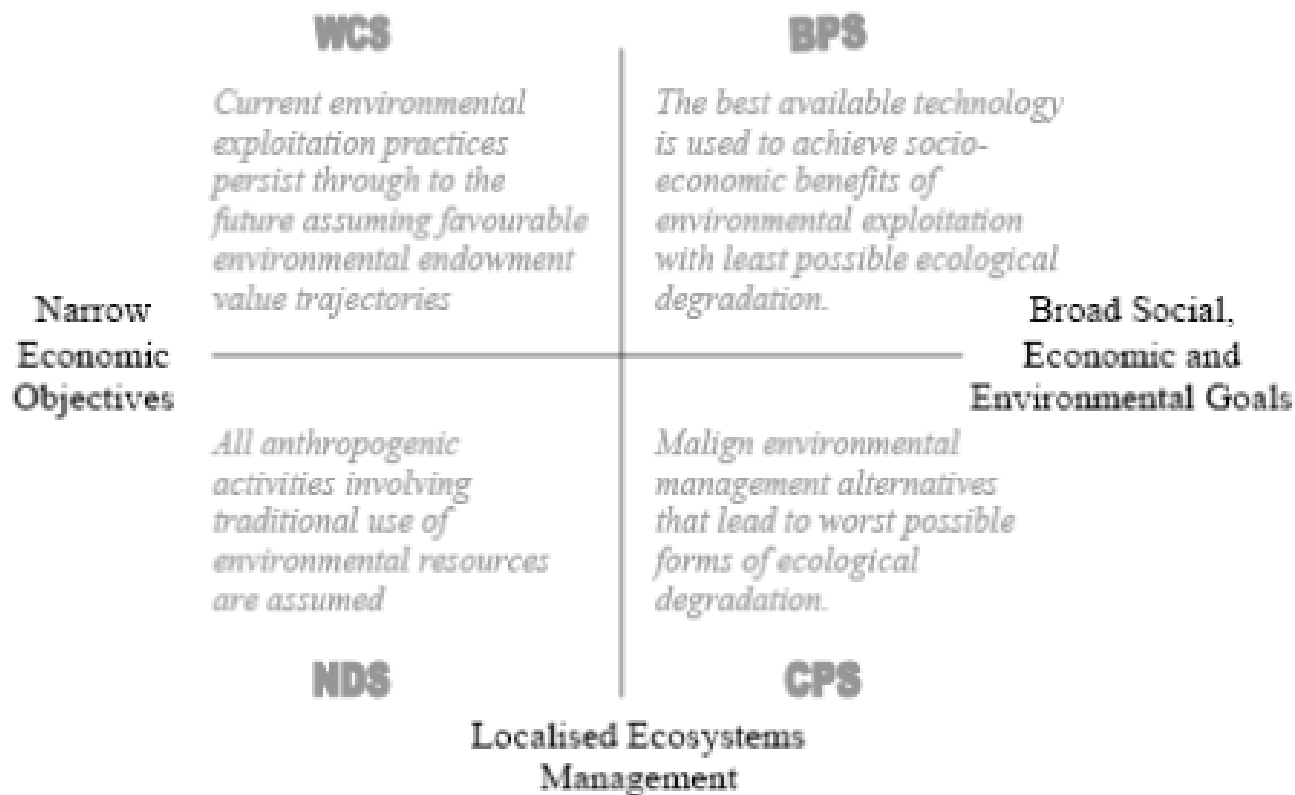 WCS
BPS
Current environmental
exploitation practices
persist through to the
future assuming favourable
environmental endowment
value trajectories
The best available technology
is used to achieve socio-
economic benefits of
environmental exploitation
with least possible ecological
degradation.
Narrow
Economic
Objectives
Broad Social,
Economic and
Environmental Goals
All anthropogenic
activities involving
traditional use of
environmental resources
are assumed
Malign environmental
management alternatives
that lead to worst possible
forms of ecological
degradation.
NDS
CPS
Localised Ecosystems
Management